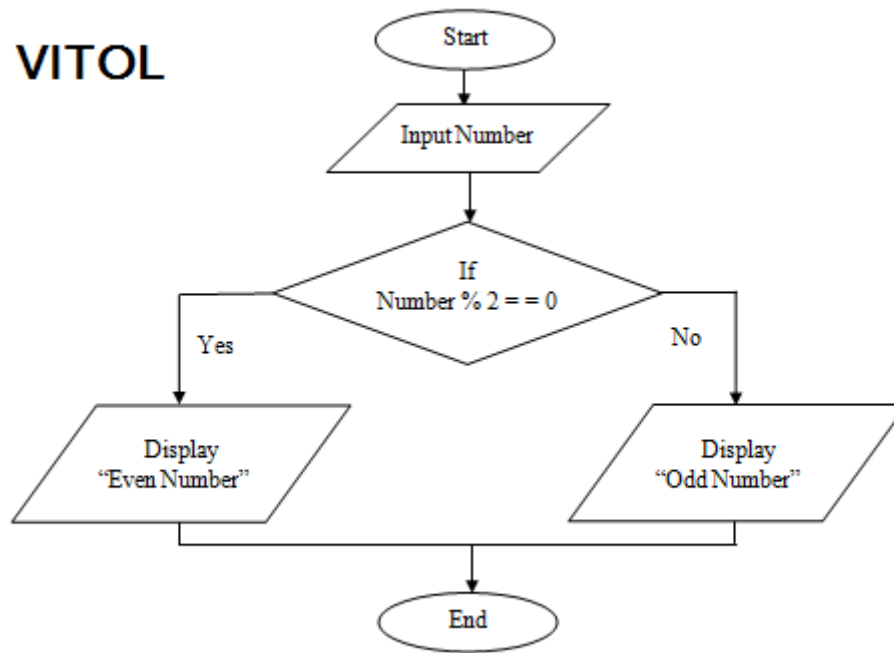 VITOL
Start
Input Number
If
Number % 2 = = 0
Yes
No
Display
“Even Number”
Display
“Odd Number”
End